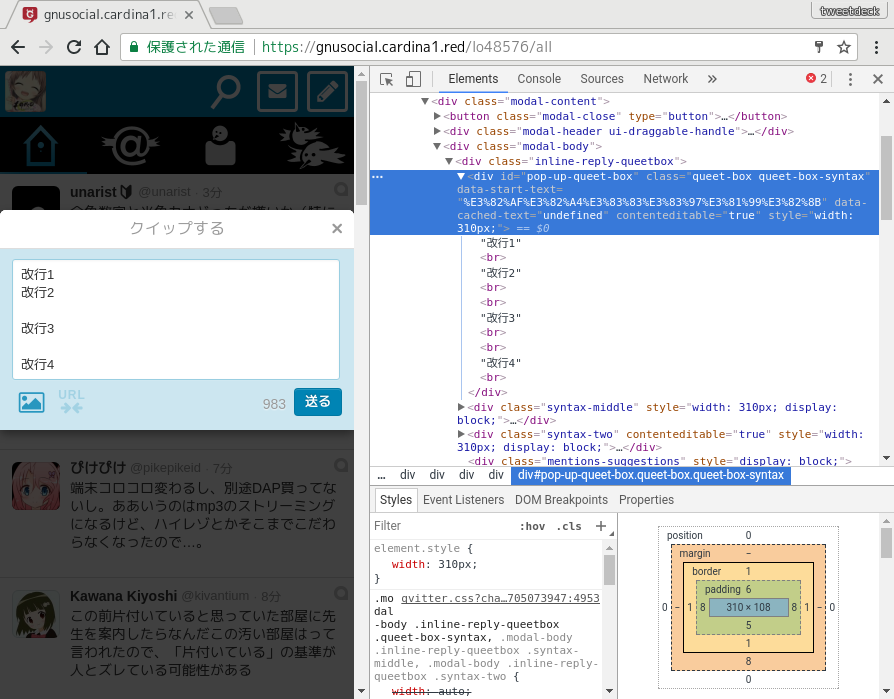 gnusocial.cardina1.re
tweetdeck
保護された通信
https://gnusocial.cardina1.red/lo48576/all
unarist
@unarist · 3分
クイップする
×
改行1
改行2
改行3
改行4
URL
983
送る
ぴけぴけ @pikepikeid · 7分
端末コロコロ変わるし、別途DAP買ってな
いし。ああいうのはmp3のストリーミング
になるけど、ハイレゾとかそこまでこだわ
らなくなったので…。
Kawana Kiyoshi @kivantium · 8分
この前片付いていると思っていた部屋に先
生を案内したらなんだこの汚い部屋はって
言われたので、「片付いている」の基準が
人とズレている可能性がある
Elements Console Sources Network » 2
▼<div class="modal-content">
▶<button class="modal-close" type="button">…</button>
▶<div class="modal-header ui-draggable-handle">…</div>
▼<div class="modal-body">
▼<div class="inline-reply-queetbox">
… ▼<div id="pop-up-queet-box" class="queet-box queet-box-syntax"
data-start-text=
"%E3%82%AF%E3%82%A4%E3%83%83%E3%83%97%E3%81%99%E3%82%8B" data-
cached-text="undefined" contenteditable="true" style="width:
310px;"> == $0
"改行1"
<br>
"改行2"
<br>
<br>
"改行3"
<br>
<br>
"改行4"
<br>
</div>
▶<div class="syntax-middle" style="width: 310px; display:
block;">…</div>
▶<div class="syntax-two" contenteditable="true" style="width:
310px; display: block;">…</div>
<div class="mentions-suggestions" style="display: block;">
… div div div div div#pop-up-queet-box.queet-box.queet-box-syntax
Styles Event Listeners DOM Breakpoints Properties
Filter :hov .cls +
element.style {
width: 310px;
}
.mo qvitter.css?cha…705073947:4953
dal
-body .inline-reply-queetbox
.queet-box-syntax, .modal-body
.inline-reply-queetbox .syntax-
middle, .modal-body .inline-reply-
queetbox .syntax-two {
width: auto;
position 0
margin −
border 1
padding 6
0 − 1 8 310 × 108 8 1 − 0
5
1
8
0